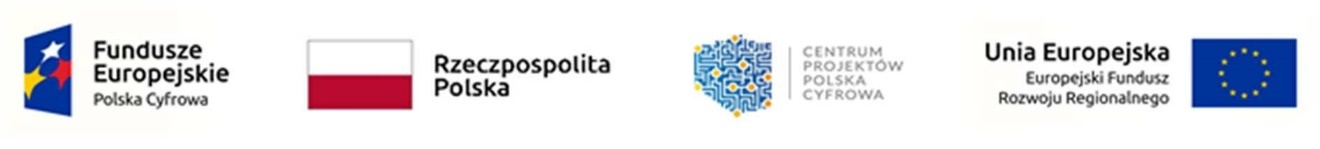 Fundusze
Europejskie
Polska Cyfrowa
Rzeczpospolita
Polska
CENTRUM
PROJEKTÓW
POLSKA
CYFROWA
Unia Europejska
Europejski Fundusz
Rozwoju Regionalnego